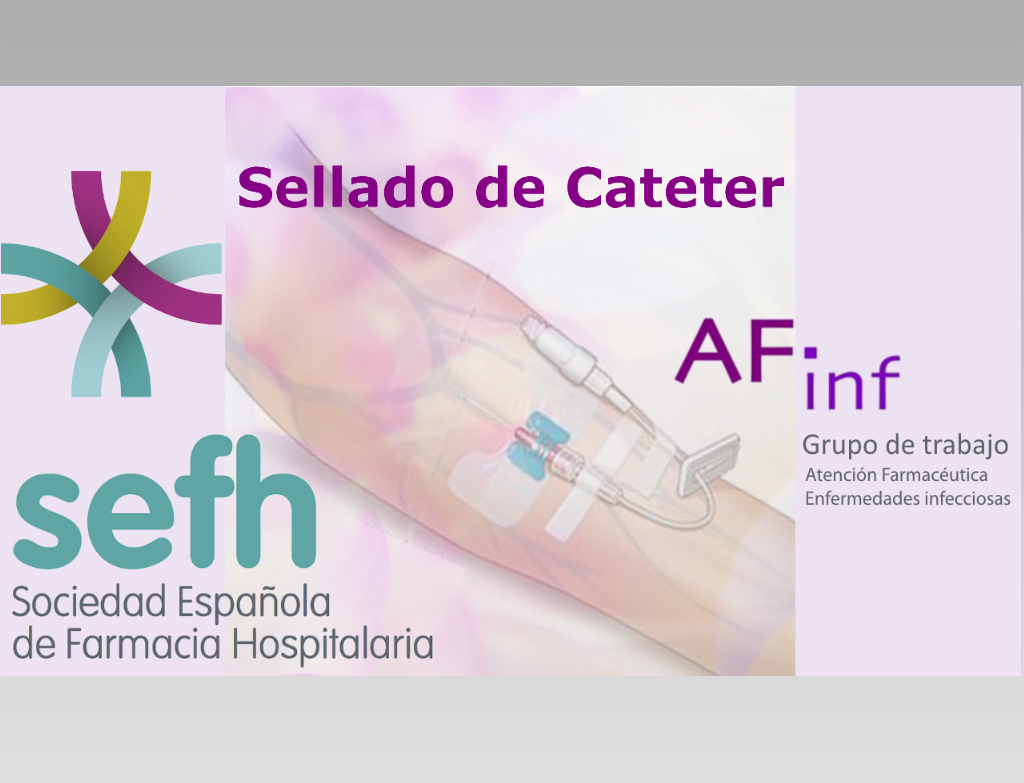 Sellado de Cateter
AFinf
Grupo de trabajo
Atención Farmacéutica
Enfermedades infecciosas
sefh
Sociedad Española
de Farmacia Hospitalaria